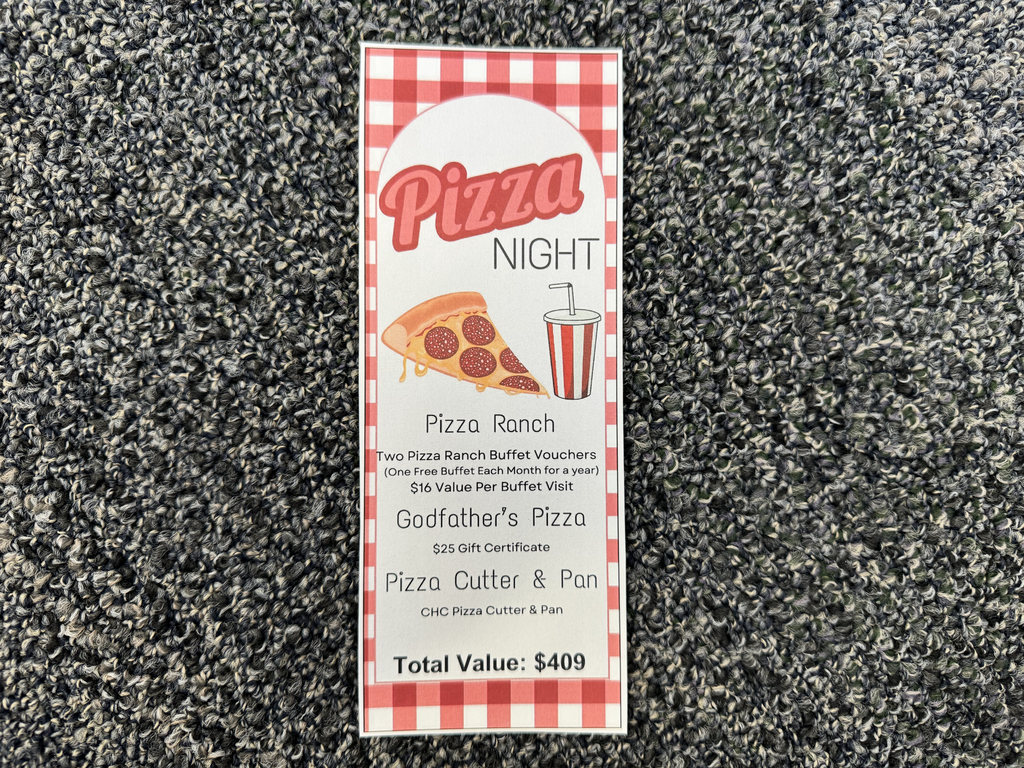 Pizza
NIGHT
Pizza Ranch
Two Pizza Ranch Buffet Vouchers
(One Free Buffet Each Month for a year)
$16 Value Per Buffet Visit
Godfather's Pizza
$25 Gift Certificate
Pizza Cutter & Pan
CHC Pizza Cutter & Pan
Total Value: $409